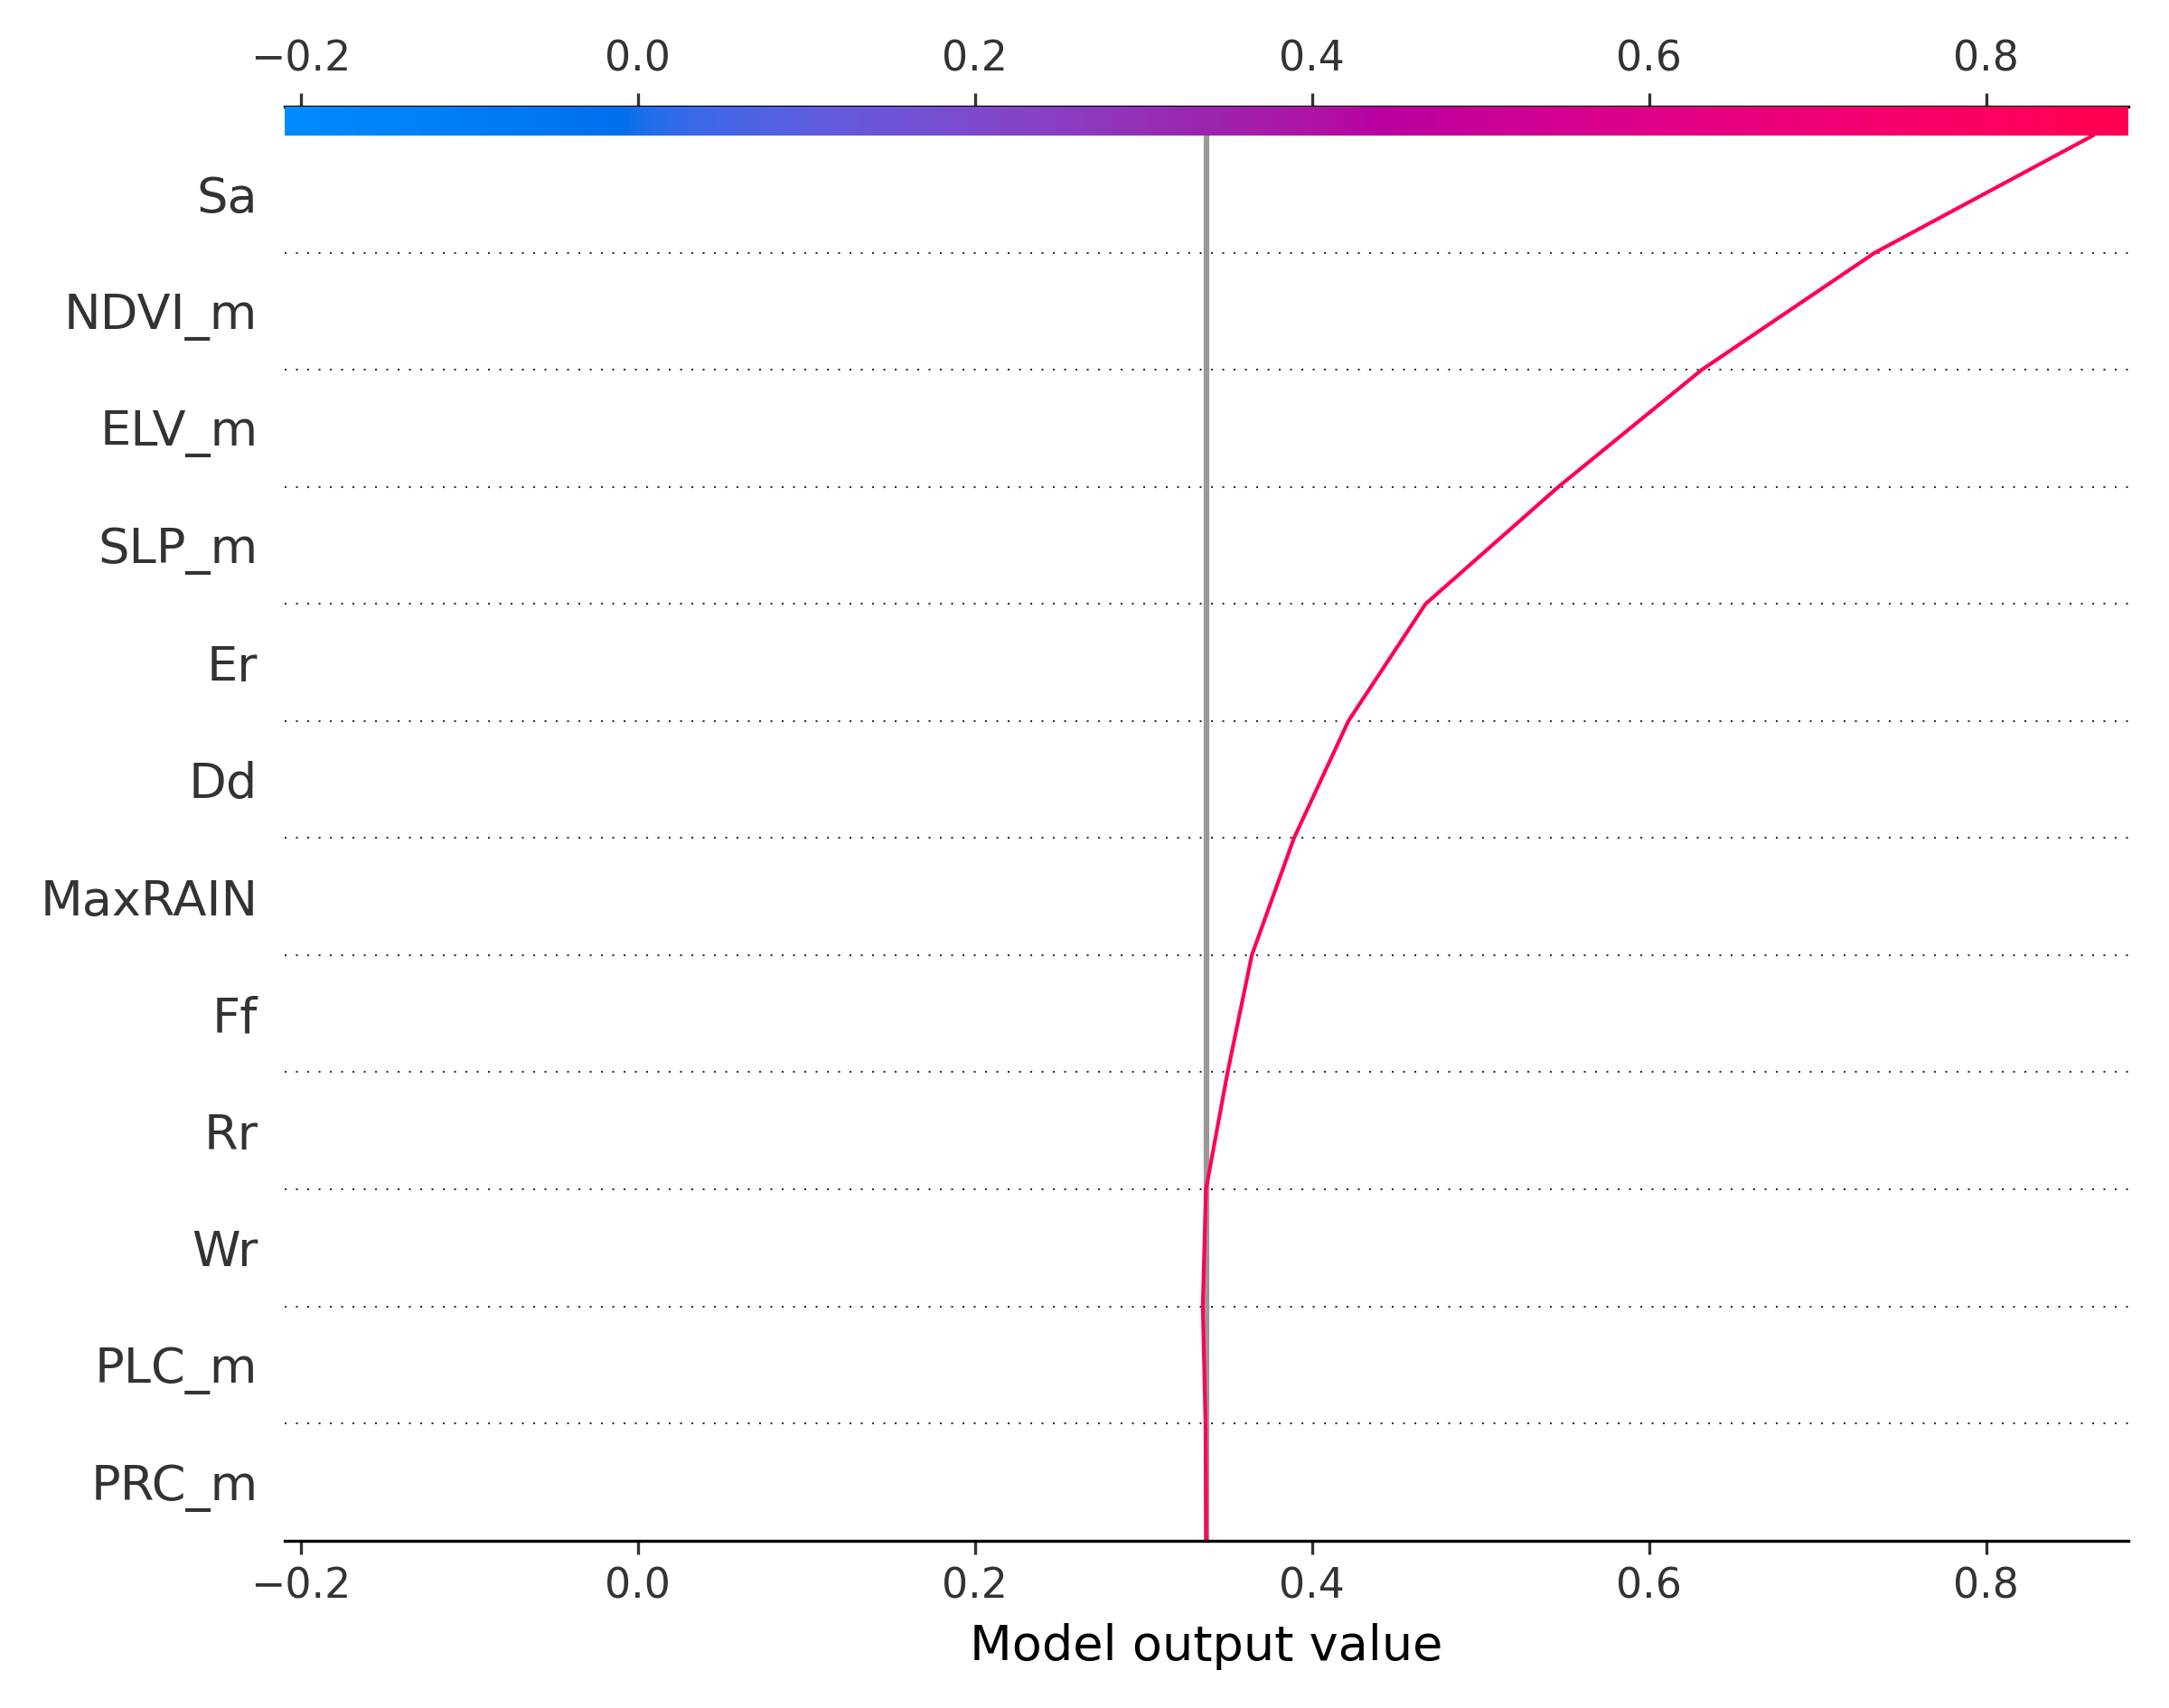 −0.2 0.0 0.2 0.4 0.6 0.8
Sa
NDVI_m
ELV_m
SLP_m
Er
Dd
MaxRAIN
Ff
Rr
Wr
PLC_m
PRC_m
−0.2 0.0 0.2 0.4 0.6 0.8
Model output value